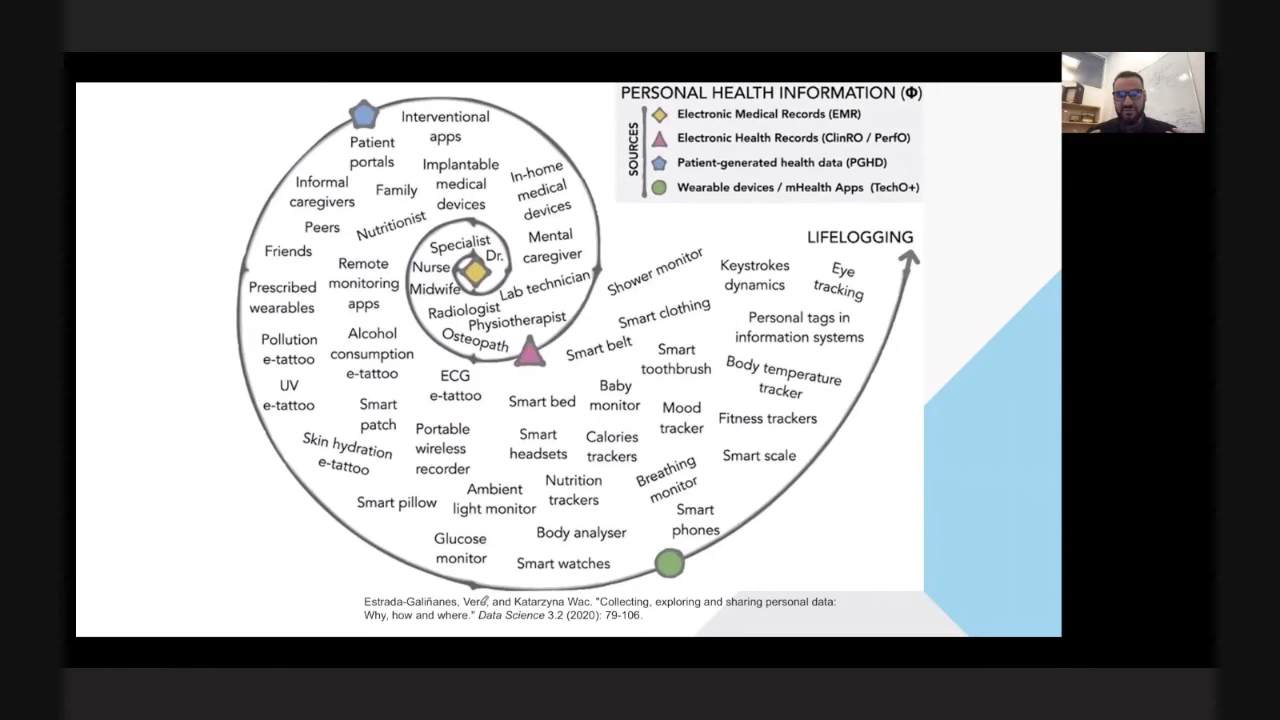 PERSONAL HEALTH INFORMATION (Φ)
SOURCES
Electronic Medical Records (EMR)
Electronic Health Records (ClinRO / PerfO)
Patient-generated health data (PGHD)
Wearable devices / mHealth Apps (TechO+)
LIFELOGGING
Interventional
apps
Patient
portals
Implantable
medical
devices
In-home
medical
devices
Informal
caregivers
Family
Peers
Nutritionist
Friends
Mental
caregiver
Specialist
Dr.
Nurse
Midwife
Lab technician
Radiologist
Physiotherapist
Osteopath
Remote
monitoring
apps
Prescribed
wearables
Pollution
e-tattoo
Alcohol
consumption
e-tattoo
UV
e-tattoo
ECG
e-tattoo
Smart
patch
Skin hydration
e-tattoo
Portable
wireless
recorder
Smart pillow
Ambient
light monitor
Glucose
monitor
Smart watches
Body analyser
Nutrition
trackers
Smart
headsets
Calories
trackers
Smart bed
Baby
monitor
Smart belt
Smart clothing
Shower monitor
Smart
toothbrush
Mood
tracker
Breathing
monitor
Smart
phones
Smart scale
Fitness trackers
Body temperature
tracker
Personal tags in
information systems
Keystrokes
dynamics
Eye
tracking
Estrada-Galiñanes, Vero, and Katarzyna Wac. "Collecting, exploring and sharing personal data:
Why, how and where." Data Science 3.2 (2020): 79-106.